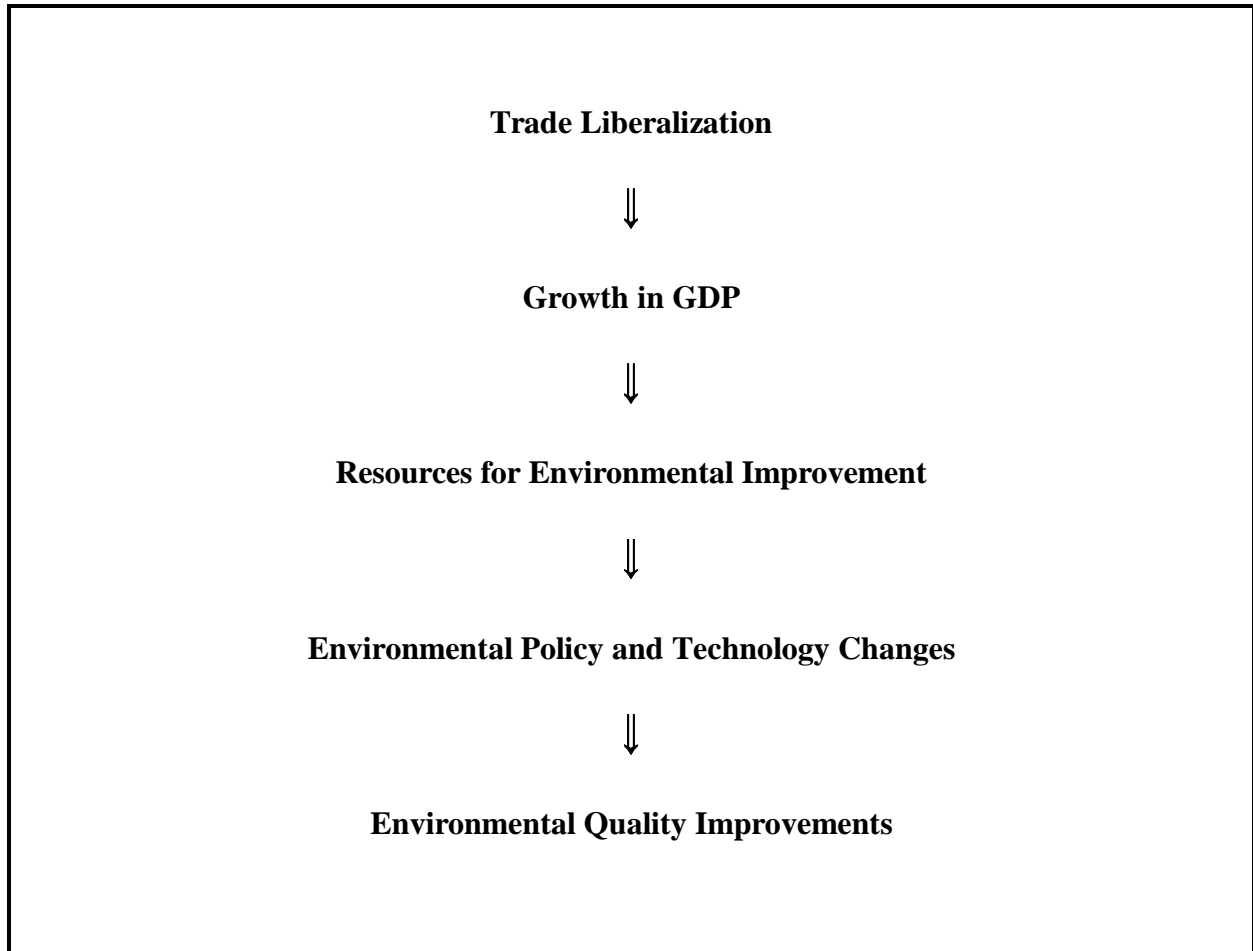 Trade Liberalization
⇓
Growth in GDP
⇓
Resources for Environmental Improvement
⇓
Environmental Policy and Technology Changes
⇓
Environmental Quality Improvements